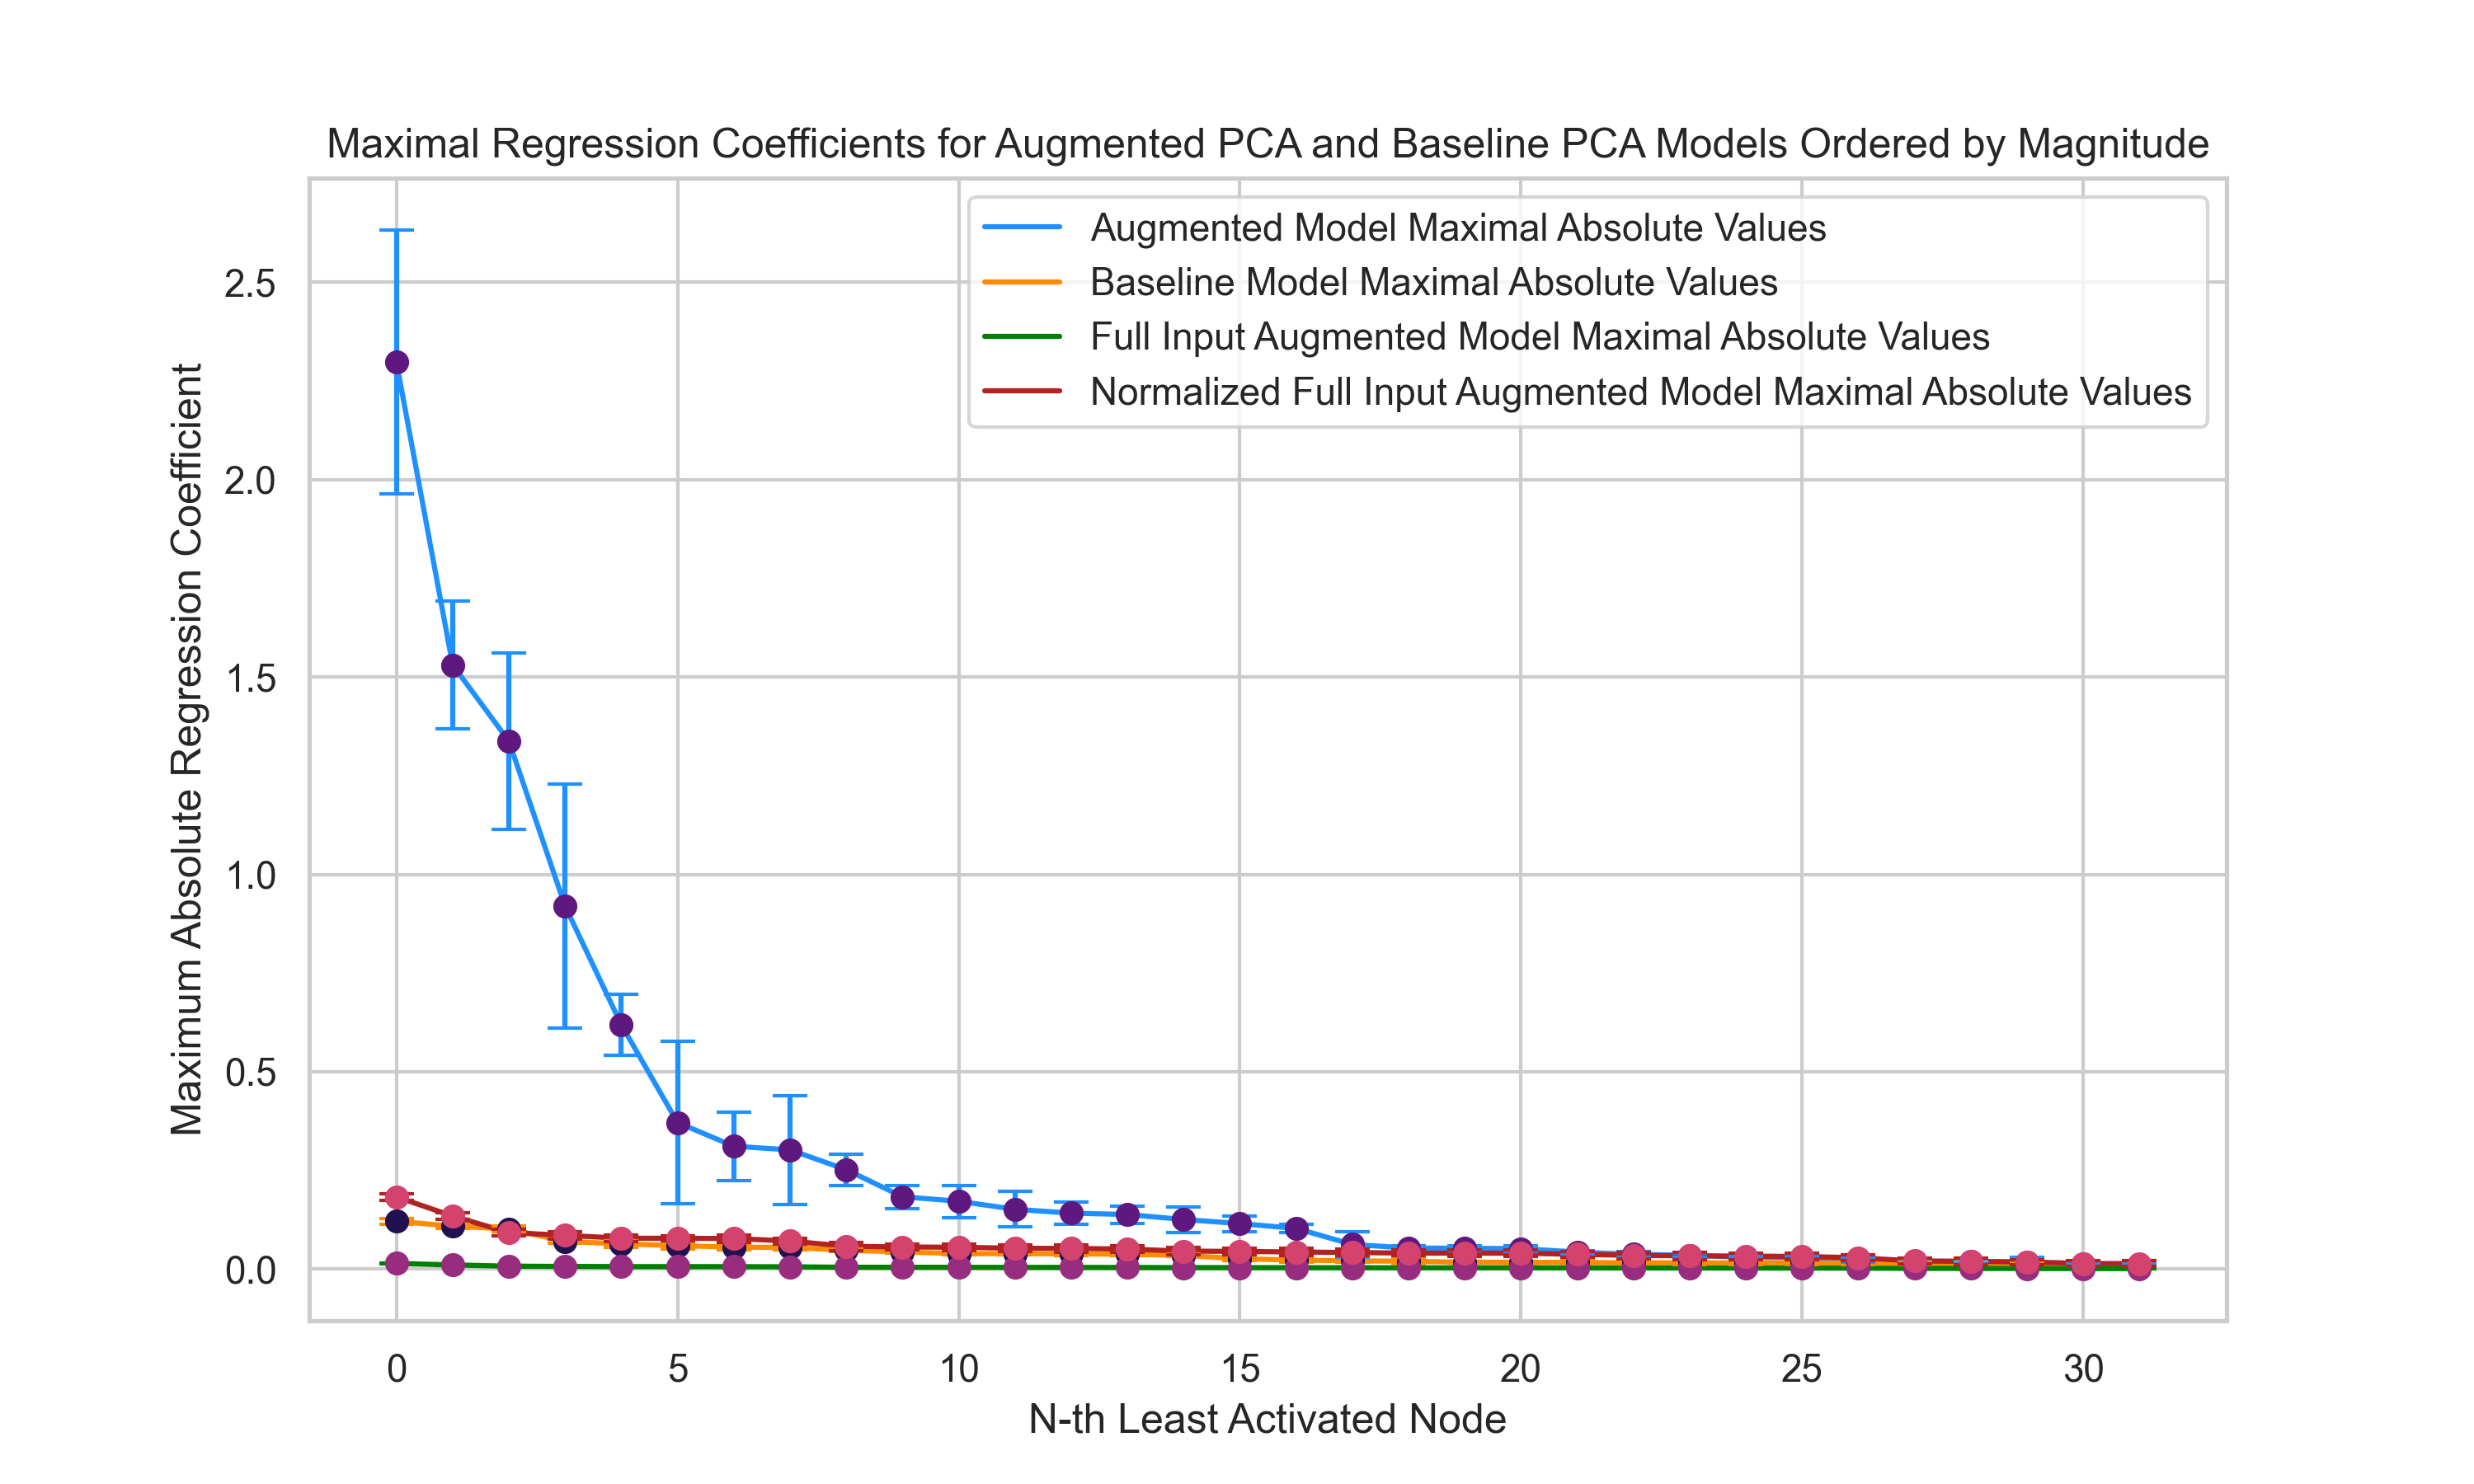 Maximal Regression Coefficients for Augmented PCA and Baseline PCA Models Ordered by Magnitude
Augmented Model Maximal Absolute Values
Baseline Model Maximal Absolute Values
Full Input Augmented Model Maximal Absolute Values
Normalized Full Input Augmented Model Maximal Absolute Values
Maximum Absolute Regression Coefficient
2.5
2.0
1.5
1.0
0.5
0.0
0 5 10 15 20 25 30
N-th Least Activated Node